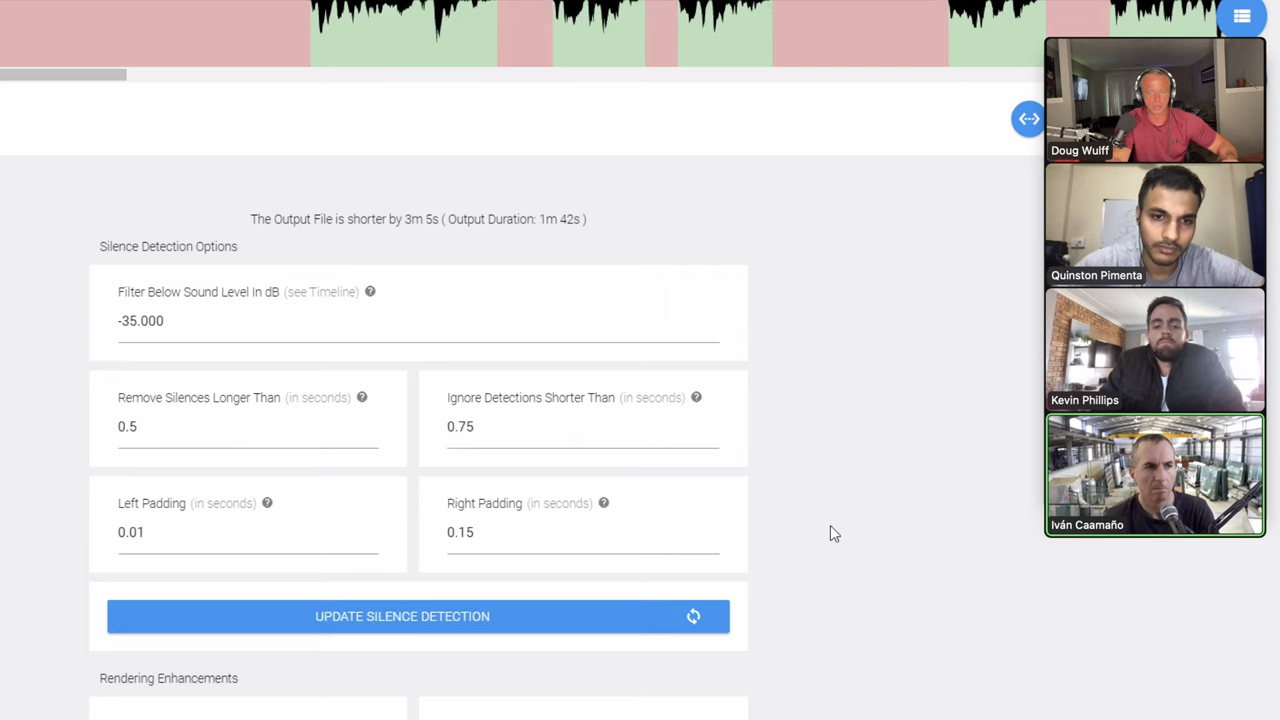 The Output File is shorter by 3m 5s ( Output Duration: 1m 42s )
Silence Detection Options
Filter Below Sound Level In dB (see Timeline)
-35.000
Remove Silences Longer Than (in seconds)
0.5
Ignore Detections Shorter Than (in seconds)
0.75
Left Padding (in seconds)
0.01
Right Padding (in seconds)
0.15
UPDATE SILENCE DETECTION
Rendering Enhancements
Doug Wulff
Quinston Pimenta
Kevin Phillips
Iván Caamaño